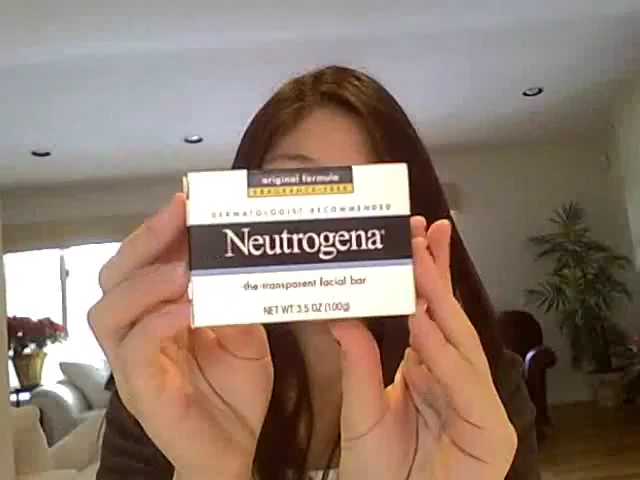 original formula
FRAGRANCE-FREE
DERMATOLOGIST RECOMMENDED
Neutrogena®
the transparent facial bar
NET WT 3.5 OZ (100g)